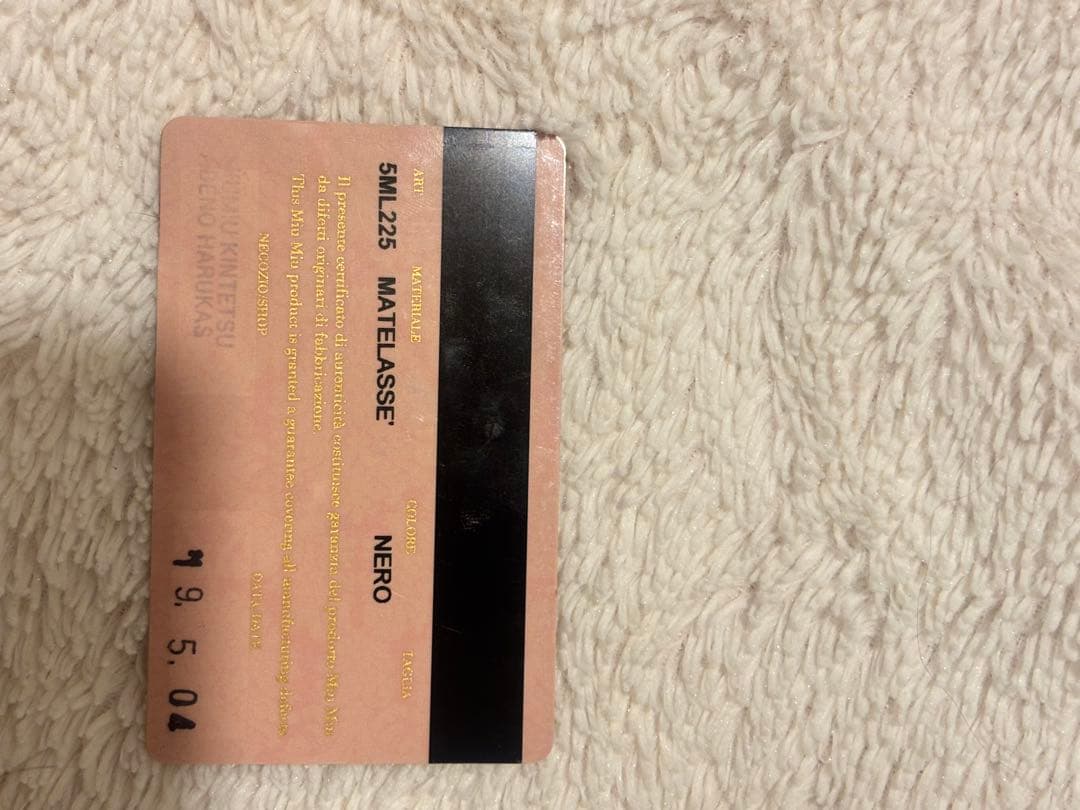 ART. MATERIALE COLORE TAGLIA
5ML225 MATELASSE' NERO
Il presente certificato di autenticità costituisce garanzia del prodotto Miu Miu
da difetti originari di fabbricazione.
This Miu Miu product is granted a guarantee covering all manufacturing defects.
NEGOZIO/SHOP DATA/DATE
MIUMIU KINTETSU
ABENO HARUKAS
19. 5. 04